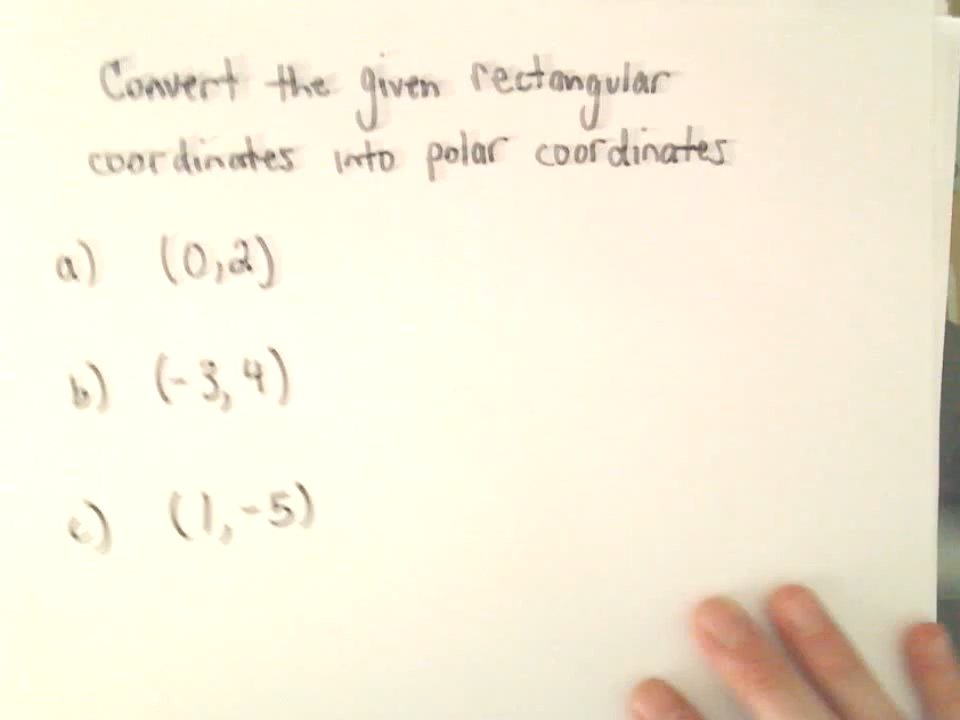 Convert the given rectangular
coordinates into polar coordinates
a) (0,2)
b) (-3,4)
c) (1,-5)